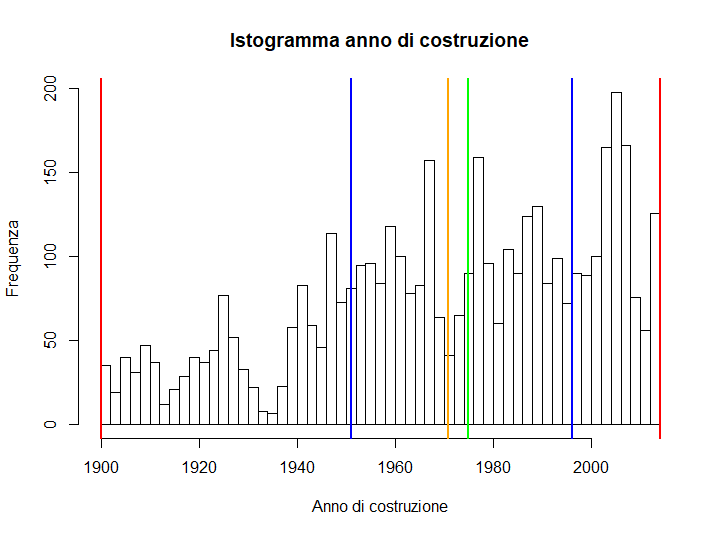 Istogramma anno di costruzione
200
150
100
50
0
Frequenza
1900 1920 1940 1960 1980 2000
Anno di costruzione